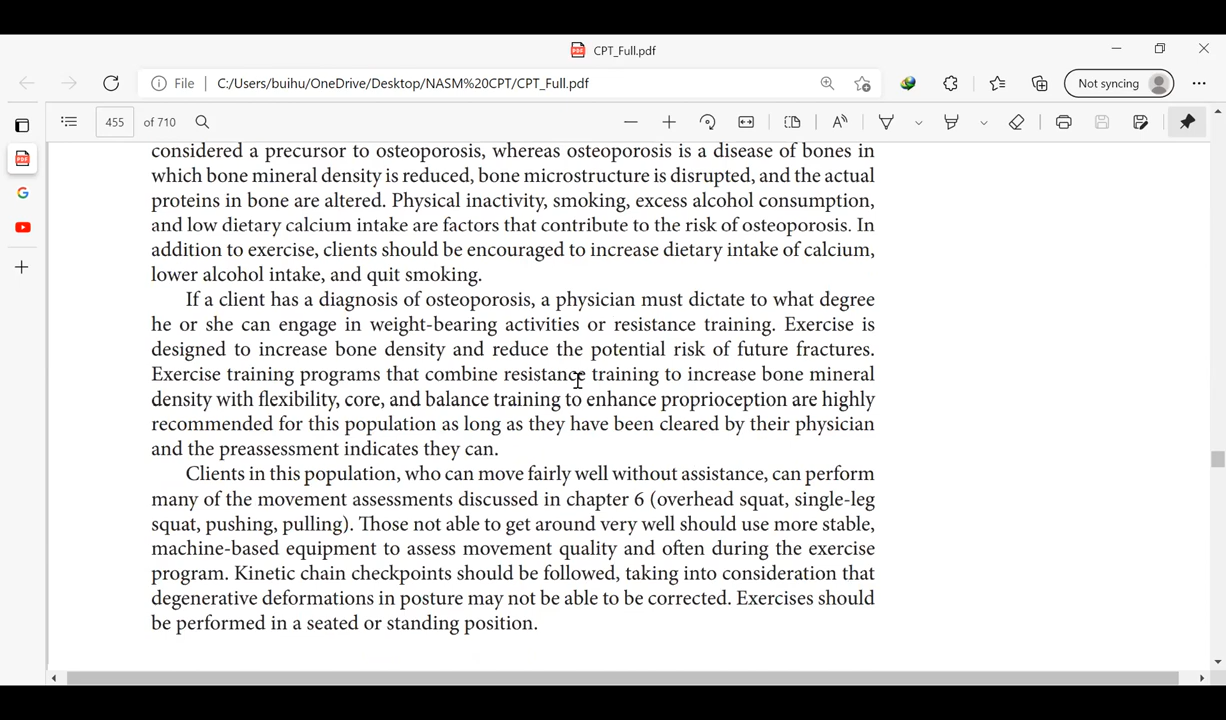 CPT_Full.pdf
File | C:/Users/buihu/OneDrive/Desktop/NASM%20CPT/CPT_Full.pdf
Not syncing
455 of 710
considered a precursor to osteoporosis, whereas osteoporosis is a disease of bones in
which bone mineral density is reduced, bone microstructure is disrupted, and the actual
proteins in bone are altered. Physical inactivity, smoking, excess alcohol consumption,
and low dietary calcium intake are factors that contribute to the risk of osteoporosis. In
addition to exercise, clients should be encouraged to increase dietary intake of calcium,
lower alcohol intake, and quit smoking.
If a client has a diagnosis of osteoporosis, a physician must dictate to what degree
he or she can engage in weight-bearing activities or resistance training. Exercise is
designed to increase bone density and reduce the potential risk of future fractures.
Exercise training programs that combine resistance training to increase bone mineral
density with flexibility, core, and balance training to enhance proprioception are highly
recommended for this population as long as they have been cleared by their physician
and the preassessment indicates they can.
Clients in this population, who can move fairly well without assistance, can perform
many of the movement assessments discussed in chapter 6 (overhead squat, single-leg
squat, pushing, pulling). Those not able to get around very well should use more stable,
machine-based equipment to assess movement quality and often during the exercise
program. Kinetic chain checkpoints should be followed, taking into consideration that
degenerative deformations in posture may not be able to be corrected. Exercises should
be performed in a seated or standing position.